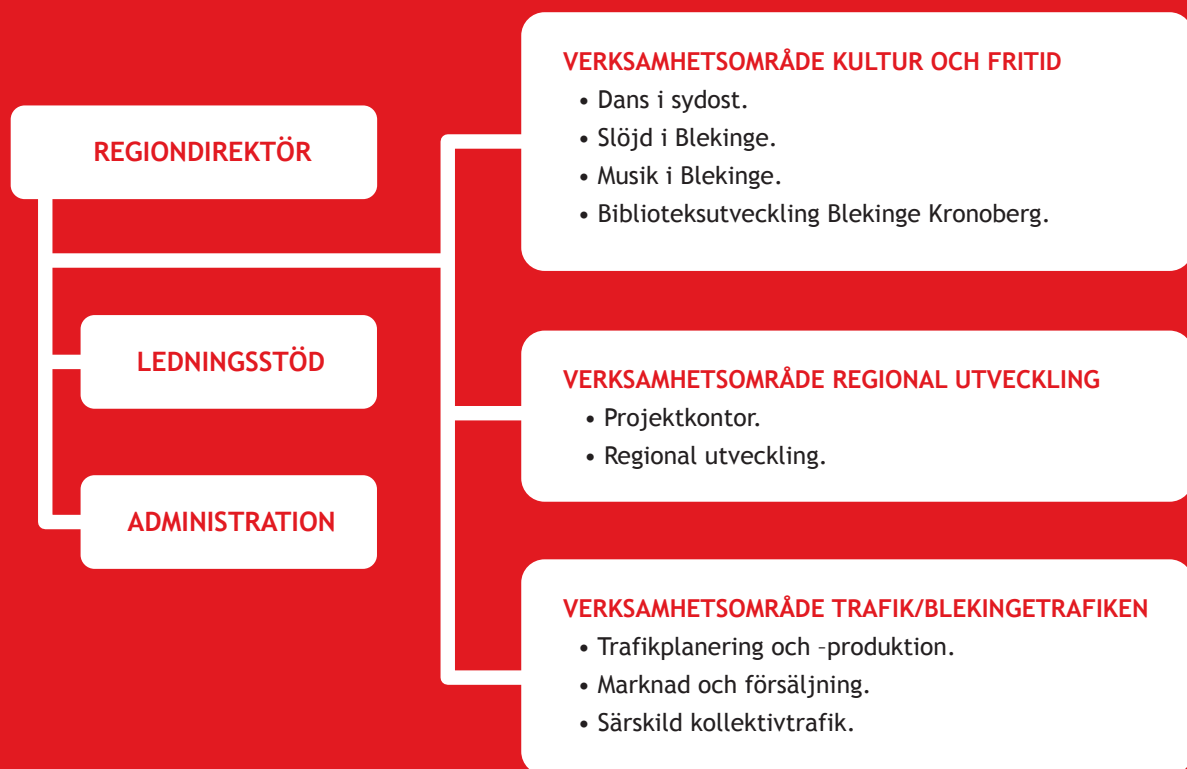 REGIONDIREKTÖR
LEDNINGSSTÖD
ADMINISTRATION
VERKSAMHETSOMRÅDE KULTUR OCH FRITID
• Dans i sydost.
• Slöjd i Blekinge.
• Musik i Blekinge.
• Biblioteksutveckling Blekinge Kronoberg.
VERKSAMHETSOMRÅDE REGIONAL UTVECKLING
• Projektkontor.
• Regional utveckling.
VERKSAMHETSOMRÅDE TRAFIK/BLEKINGETRAFIKEN
• Trafikplanering och –produktion.
• Marknad och försäljning.
• Särskild kollektivtrafik.